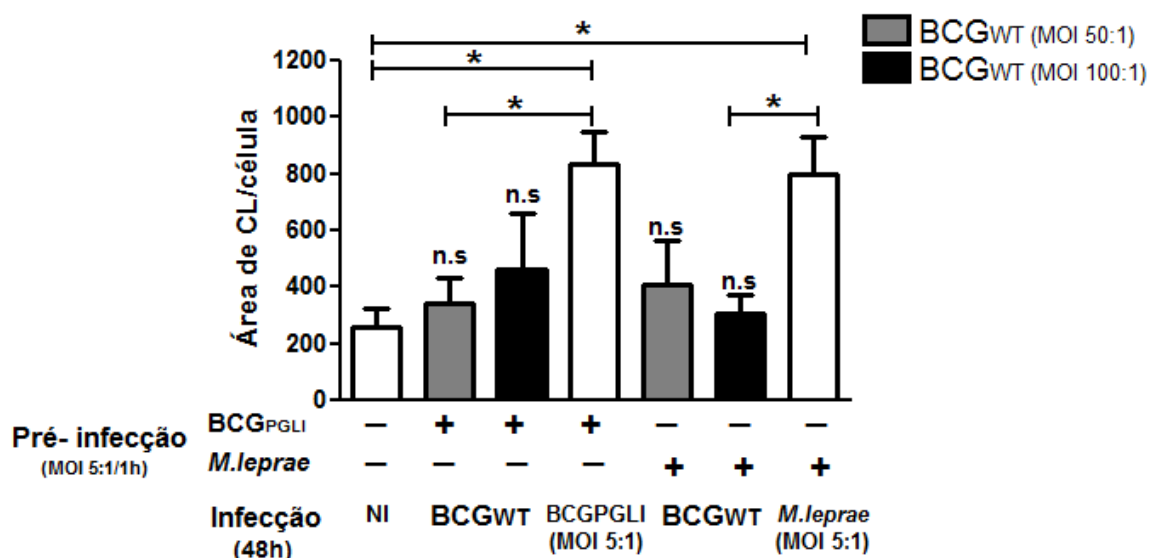 BCGWT (MOI 50:1)
BCGWT (MOI 100:1)
* * * *
Área de CL/célula
1200
1000
800
600
400
200
0
n.s n.s n.s n.s
Pré- infecção
(MOI 5:1/1h)
BCGPGLI – + + + – – –
M.leprae – – – – + + +
Infecção
(48h)
NI BCGWT BCGPGLI BCGWT M.leprae
(MOI 5:1) (MOI 5:1)